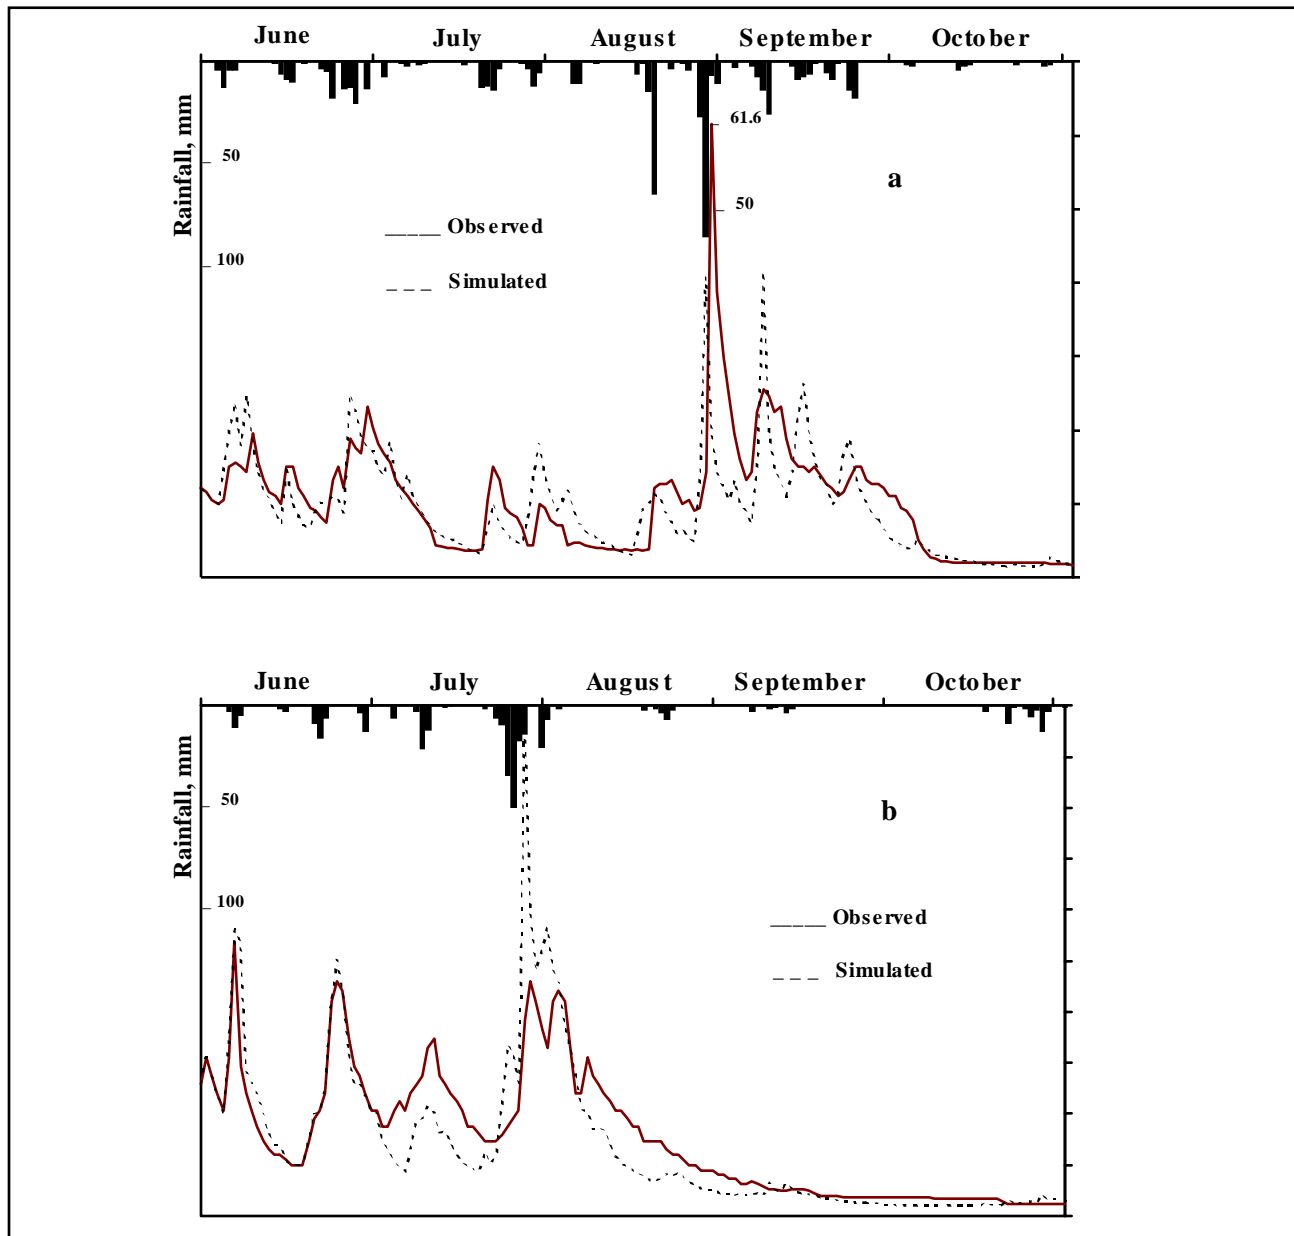 June July August September October
Rainfall, mm
61.6
50
a
50
Observed
100
Simulated
June July August September October
Rainfall, mm
50
b
100
Observed
Simulated